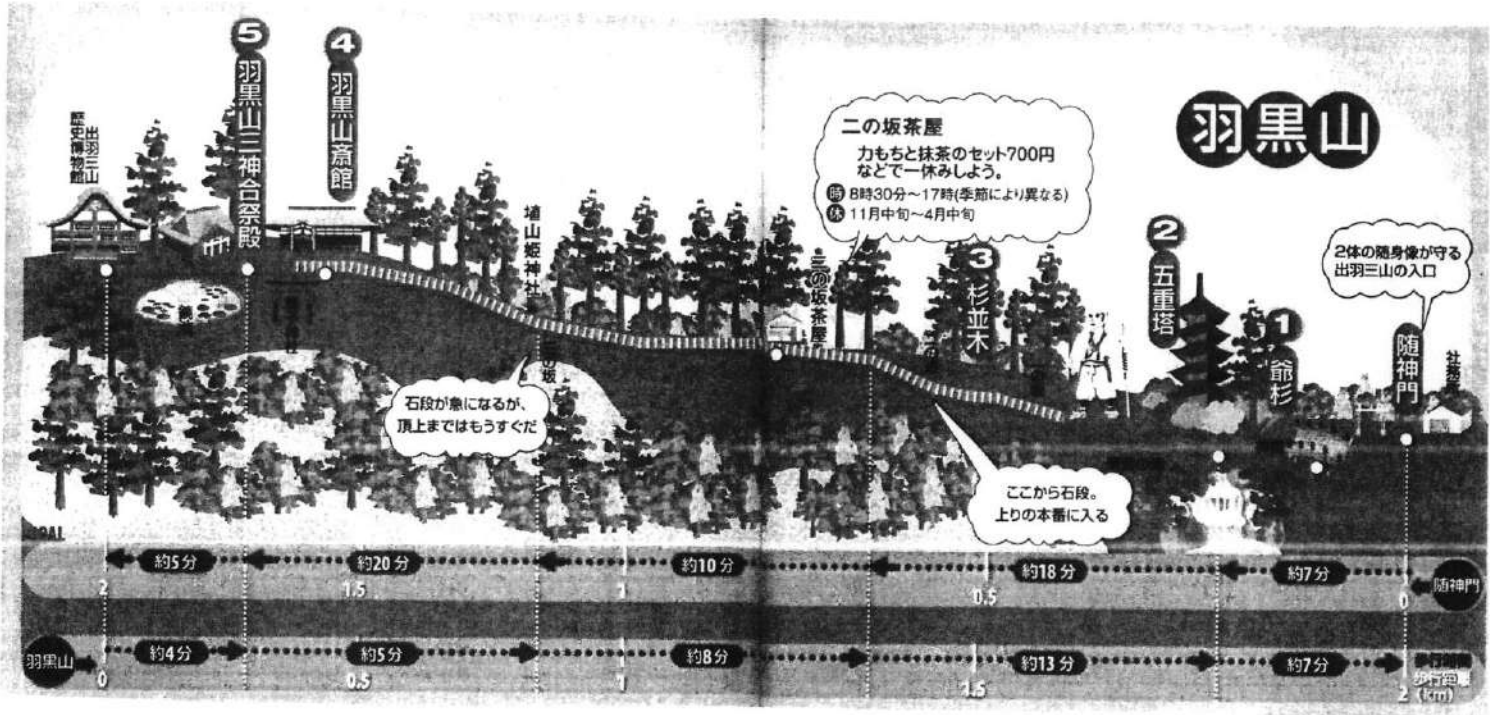 羽黒山
5 羽黒山三神合祭殿
4 羽黒山斎館
出羽三山
歴史博物館
埴山姫神社
二の坂茶屋
力もちと抹茶のセット700円
などで一休みしよう。
時 8時30分～17時(季節により異なる)
休 11月中旬～4月中旬
二の坂茶屋
3 杉並木
2 五重塔
1 爺杉
2体の随身像が守る
出羽三山の入口
随神門
石段が急になるが、
頂上まではもうすぐだ
ここから石段。
上りの本番に入る
GOAL
約5分 約20分 約10分 約18分 約7分
2 1.5 1 0.5 0 随神門
羽黒山 約4分 約5分 約8分 約13分 約7分
0 0.5 1 1.5 2
歩行距離
(km)